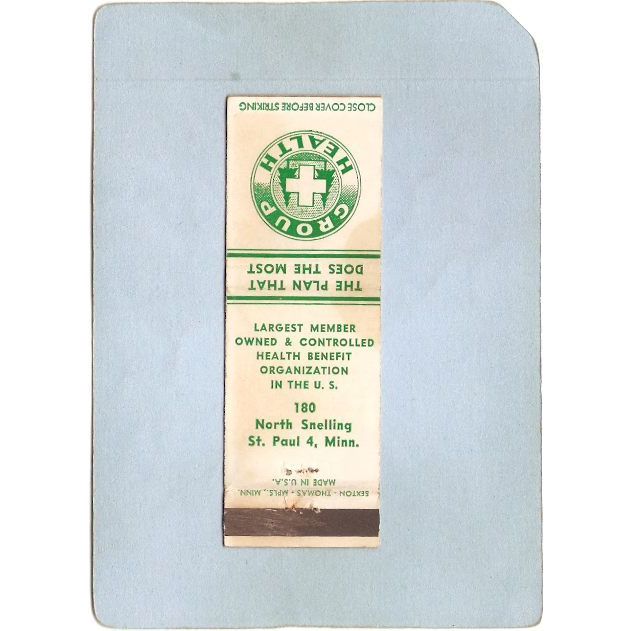 CLOSE COVER BEFORE STRIKING
GROUP HEALTH
THE PLAN THAT
DOES THE MOST
LARGEST MEMBER
OWNED & CONTROLLED
HEALTH BENEFIT
ORGANIZATION
IN THE U. S.
180
North Snelling
St. Paul 4, Minn.
SEXTON - THOMAS - MPLS., MINN.
MADE IN U.S.A.